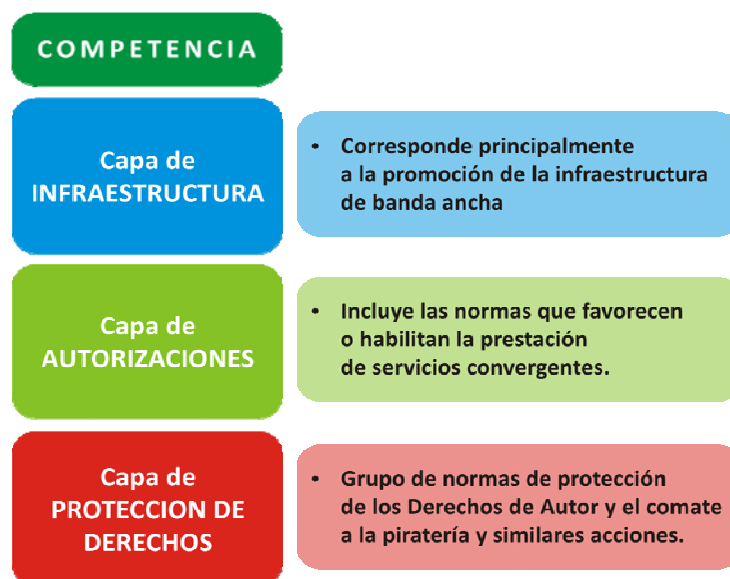 COMPETENCIA
Capa de
INFRAESTRUCTURA
• Corresponde principalmente
a la promoción de la infraestructura
de banda ancha
Capa de
AUTORIZACIONES
• Incluye las normas que favorecen
o habilitan la prestación
de servicios convergentes.
Capa de
PROTECCION DE
DERECHOS
• Grupo de normas de protección
de los Derechos de Autor y el comate
a la piratería y similares acciones.